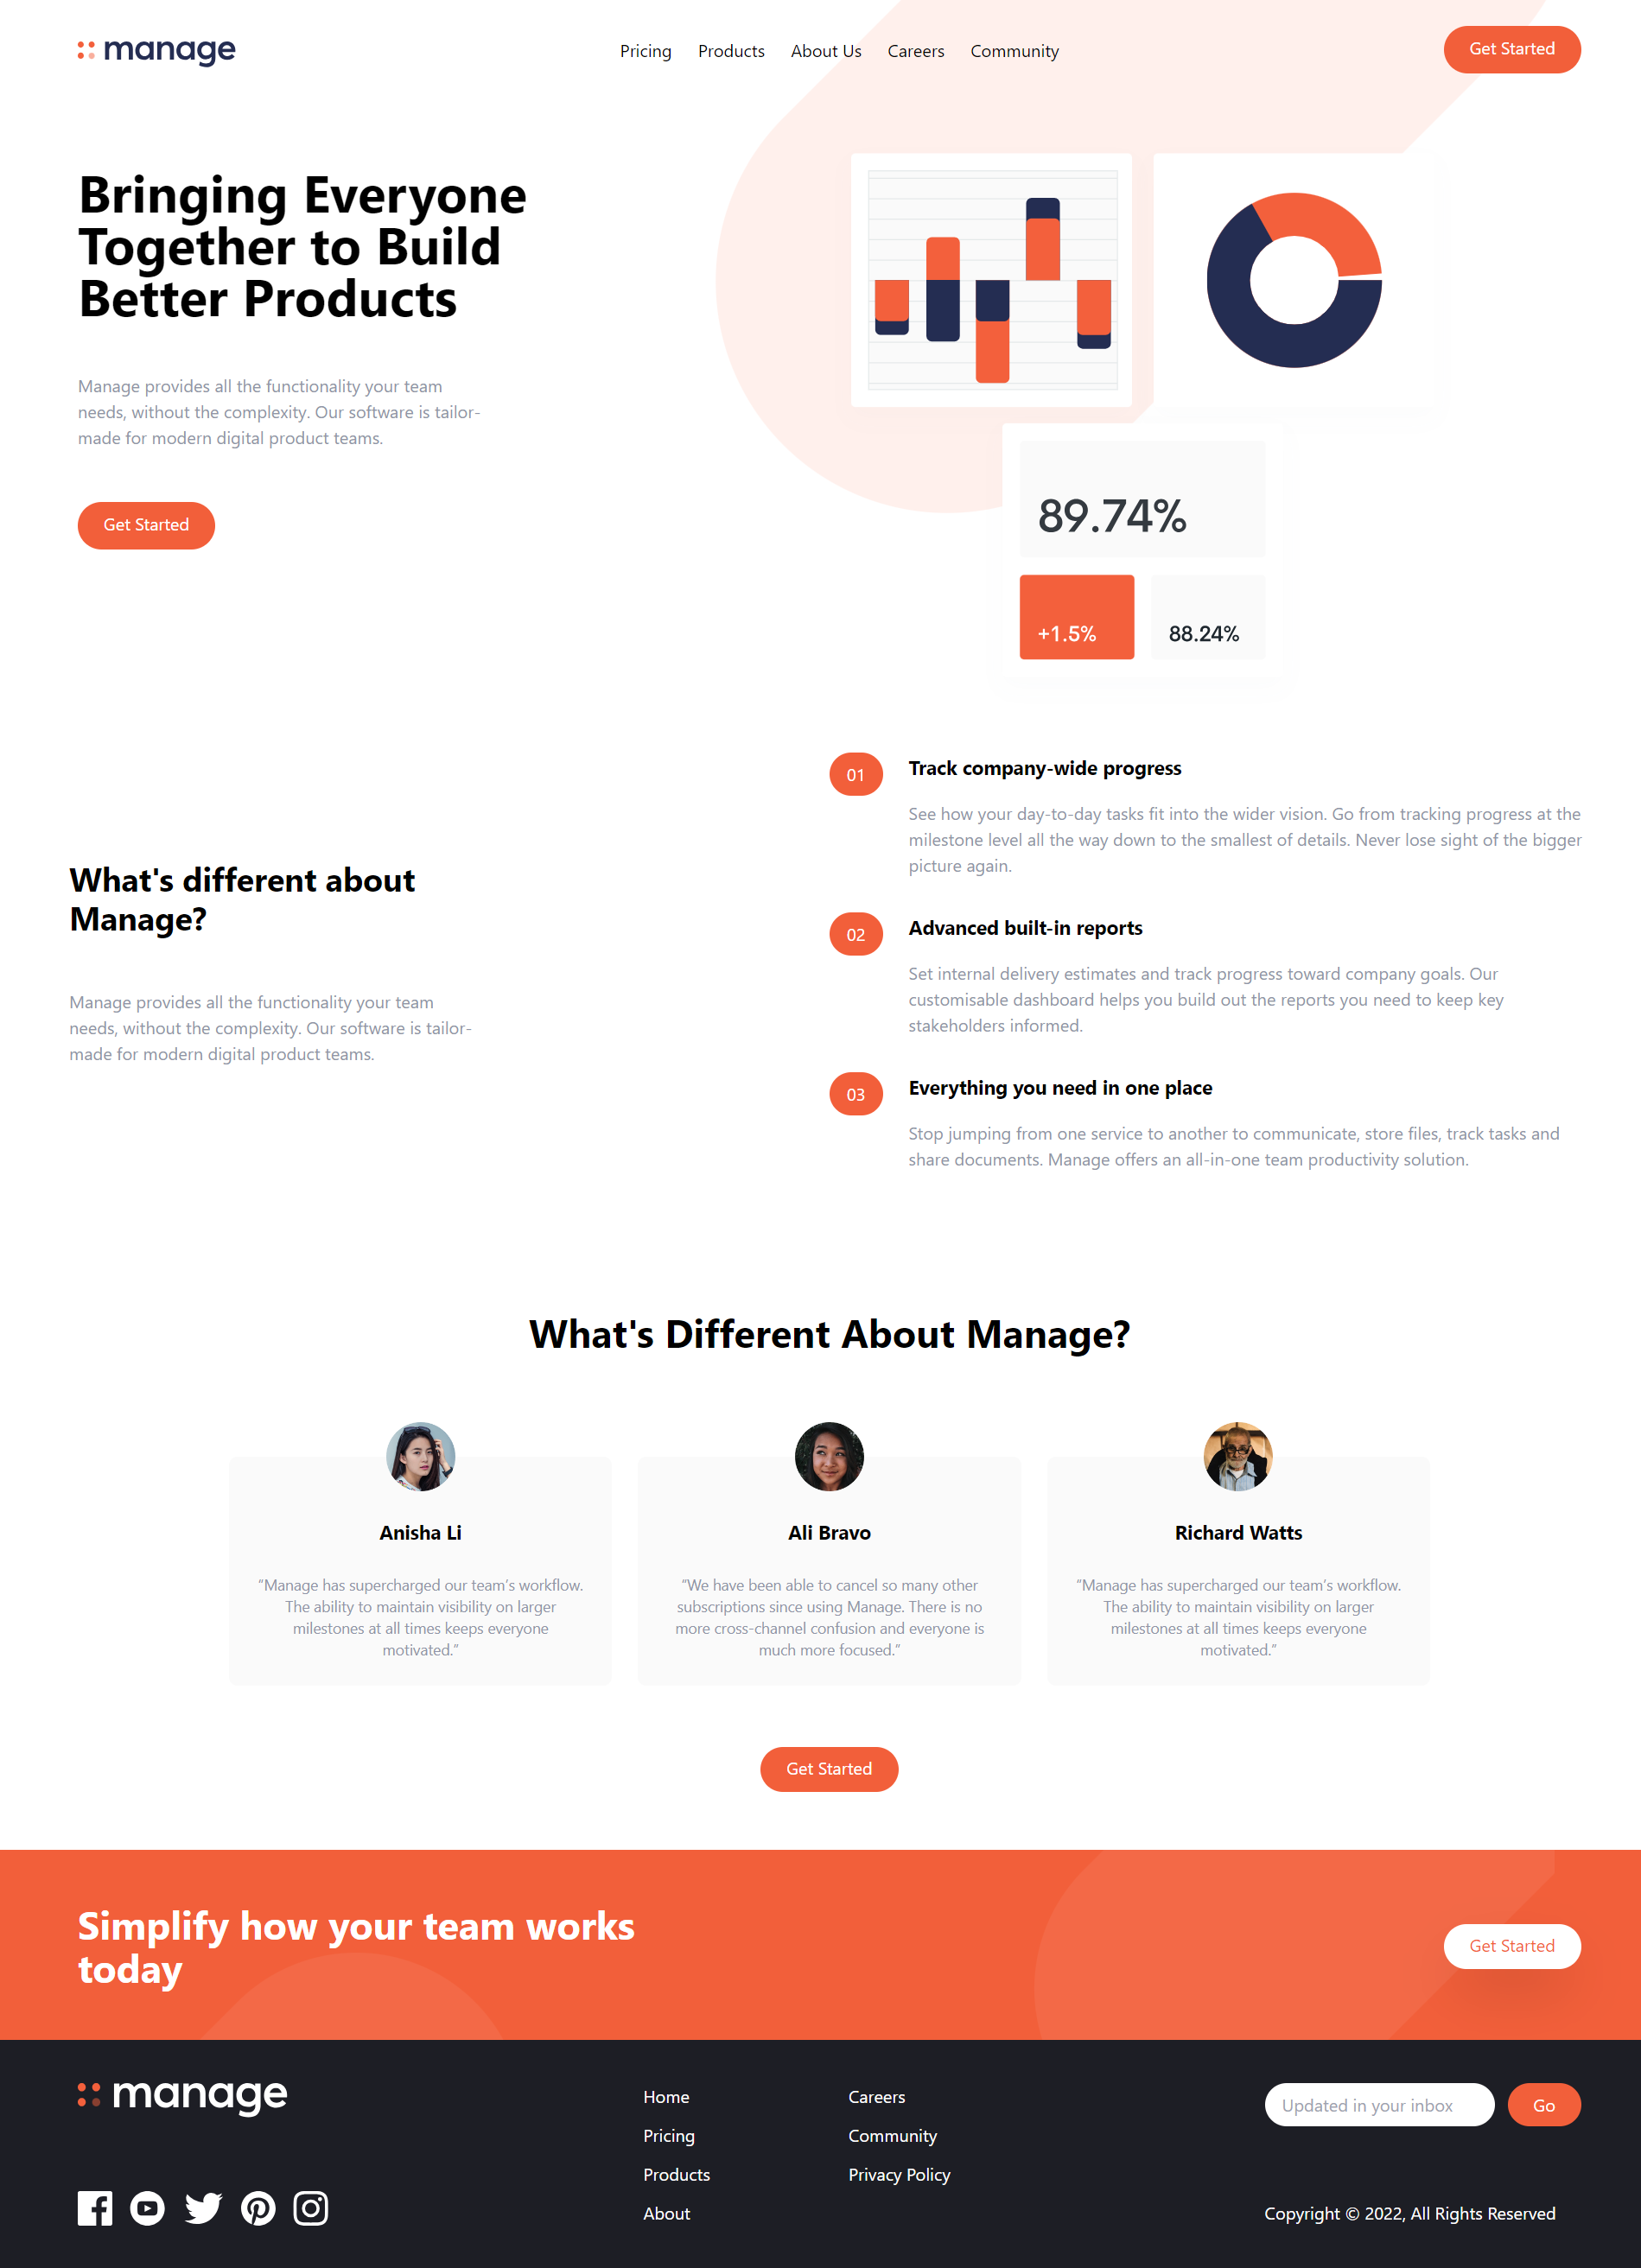 manage
Pricing
Products
About Us
Careers
Community
Get Started
Bringing Everyone
Together to Build
Better Products
Manage provides all the functionality your team
needs, without the complexity. Our software is tailor-
made for modern digital product teams.
Get Started
89.74%
+1.5%
88.24%
What's different about
Manage?
Manage provides all the functionality your team
needs, without the complexity. Our software is tailor-
made for modern digital product teams.
01
Track company-wide progress
See how your day-to-day tasks fit into the wider vision. Go from tracking progress at the
milestone level all the way down to the smallest of details. Never lose sight of the bigger
picture again.
02
Advanced built-in reports
Set internal delivery estimates and track progress toward company goals. Our
customisable dashboard helps you build out the reports you need to keep key
stakeholders informed.
03
Everything you need in one place
Stop jumping from one service to another to communicate, store files, track tasks and
share documents. Manage offers an all-in-one team productivity solution.
What's Different About Manage?
Anisha Li
“Manage has supercharged our team’s workflow.
The ability to maintain visibility on larger
milestones at all times keeps everyone
motivated.”
Ali Bravo
“We have been able to cancel so many other
subscriptions since using Manage. There is no
more cross-channel confusion and everyone is
much more focused.”
Richard Watts
“Manage has supercharged our team’s workflow.
The ability to maintain visibility on larger
milestones at all times keeps everyone
motivated.”
Get Started
Simplify how your team works
today
Get Started
manage
Home
Pricing
Products
About
Careers
Community
Privacy Policy
Updated in your inbox
Go
Copyright © 2022, All Rights Reserved